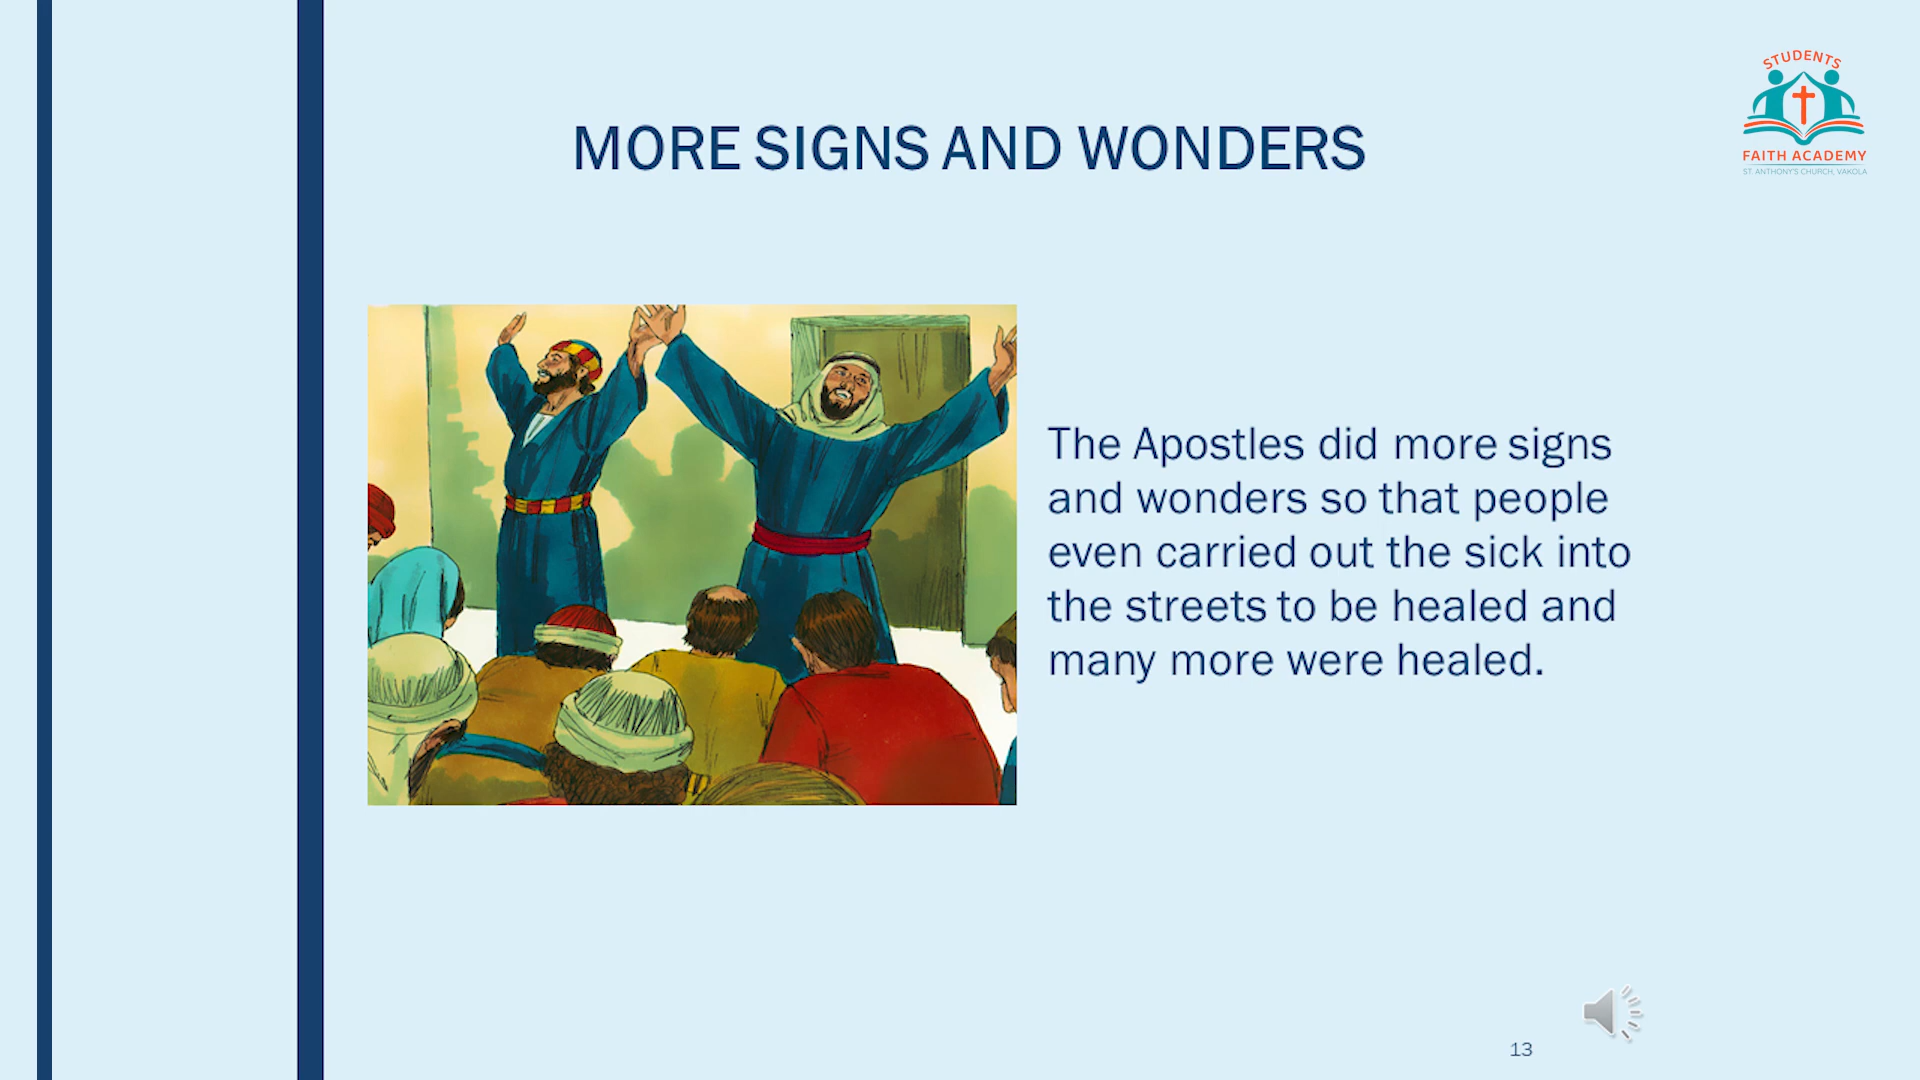 STUDENTS
FAITH ACADEMY
ST. ANTHONY'S CHURCH, VAKOLA
MORE SIGNS AND WONDERS
The Apostles did more signs
and wonders so that people
even carried out the sick into
the streets to be healed and
many more were healed.
13